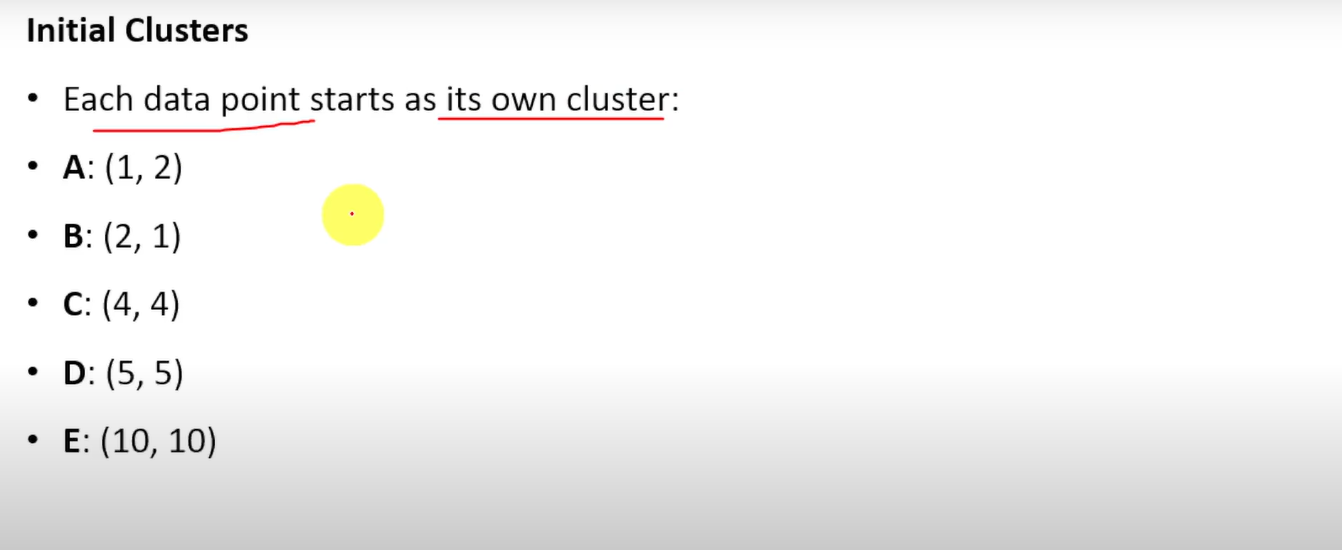 Initial Clusters
• Each data point starts as its own cluster:
• A: (1, 2)
• B: (2, 1)
• C: (4, 4)
• D: (5, 5)
• E: (10, 10)